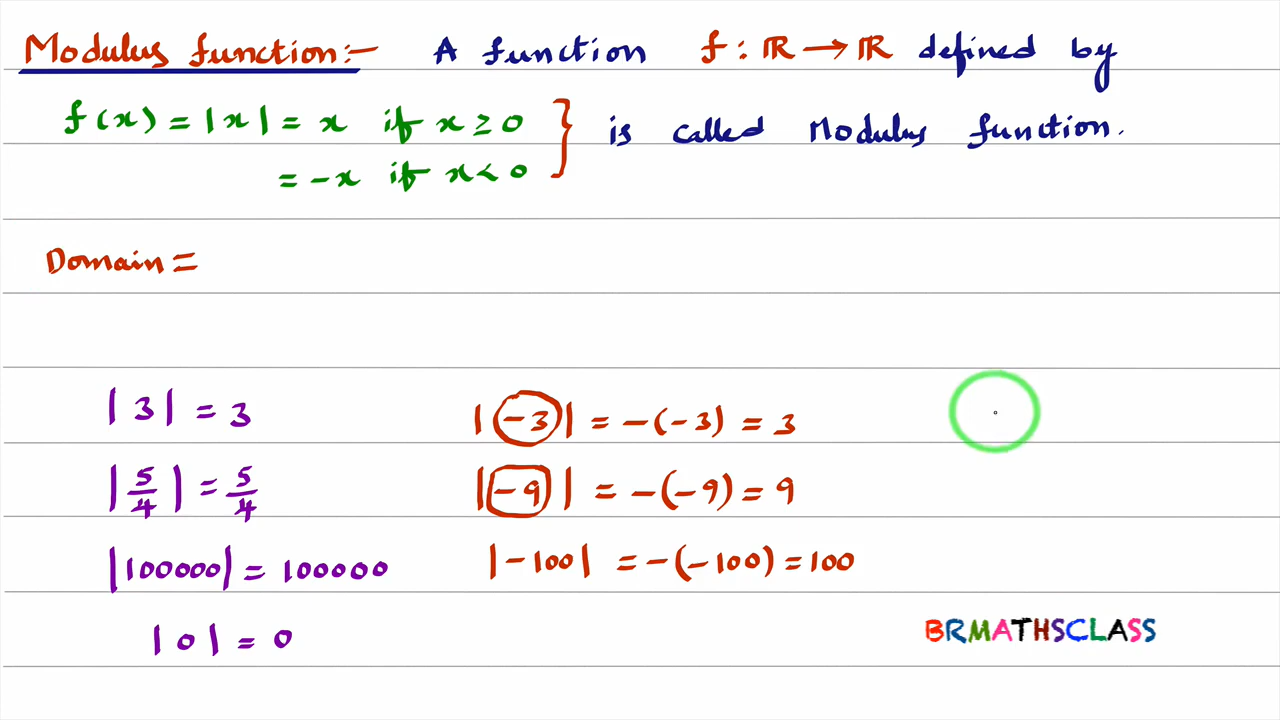 Modulus function:- A function f : ℝ → ℝ defined by
f(x) = |x| = x if x ≥ 0
= -x if x < 0 } is called Modulus function.
Domain =
|3| = 3 |(-3)| = -(-3) = 3
|5/4| = 5/4 |-9| = -(-9) = 9
|100000| = 100000 |-100| = -(-100) = 100
|0| = 0
BRMATHSCLASS